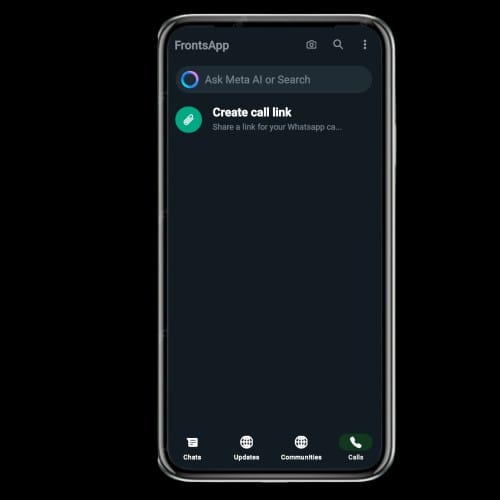 FrontsApp
Ask Meta AI or Search
Create call link
Share a link for your Whatsapp ca...
Chats Updates Communities Calls